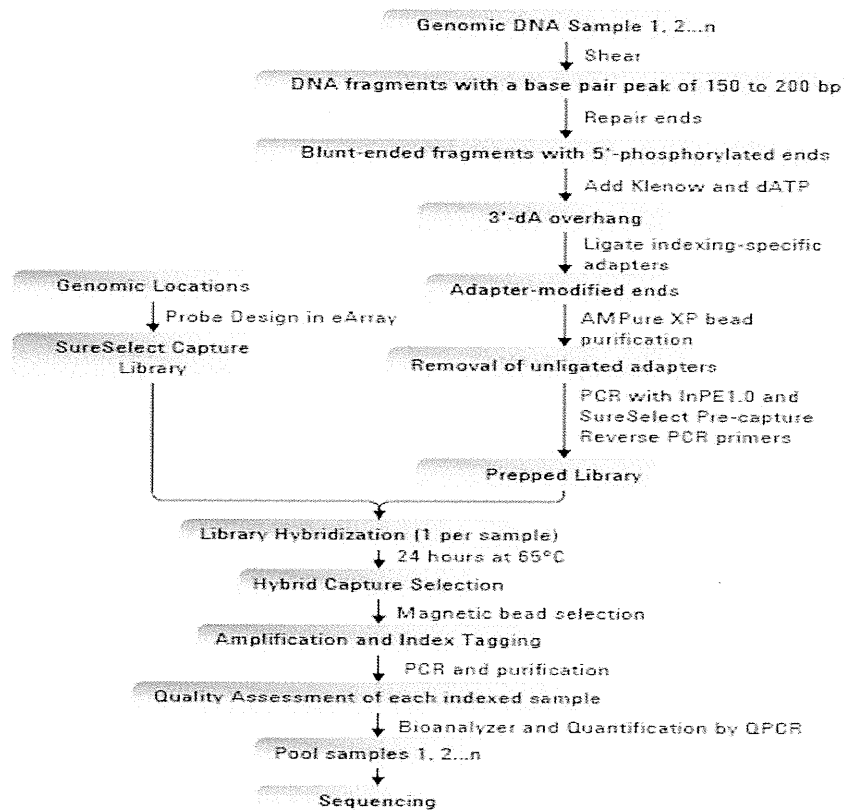 Genomic DNA Sample 1, 2...n
Shear
DNA fragments with a base pair peak of 150 to 200 bp
Repair ends
Blunt-ended fragments with 5'-phosphorylated ends
Add Klenow and dATP
3'-dA overhang
Ligate indexing-specific
adapters
Adapter-modified ends
AMPure XP bead
purification
Removal of unligated adapters
PCR with InPE1.0 and
SureSelect Pre-capture
Reverse PCR primers
Prepped Library
Genomic Locations
Probe Design in eArray
SureSelect Capture
Library
Library Hybridization (1 per sample)
24 hours at 65°C
Hybrid Capture Selection
Magnetic bead selection
Amplification and Index Tagging
PCR and purification
Quality Assessment of each indexed sample
Bioanalyzer and Quantification by QPCR
Pool samples 1, 2...n
Sequencing